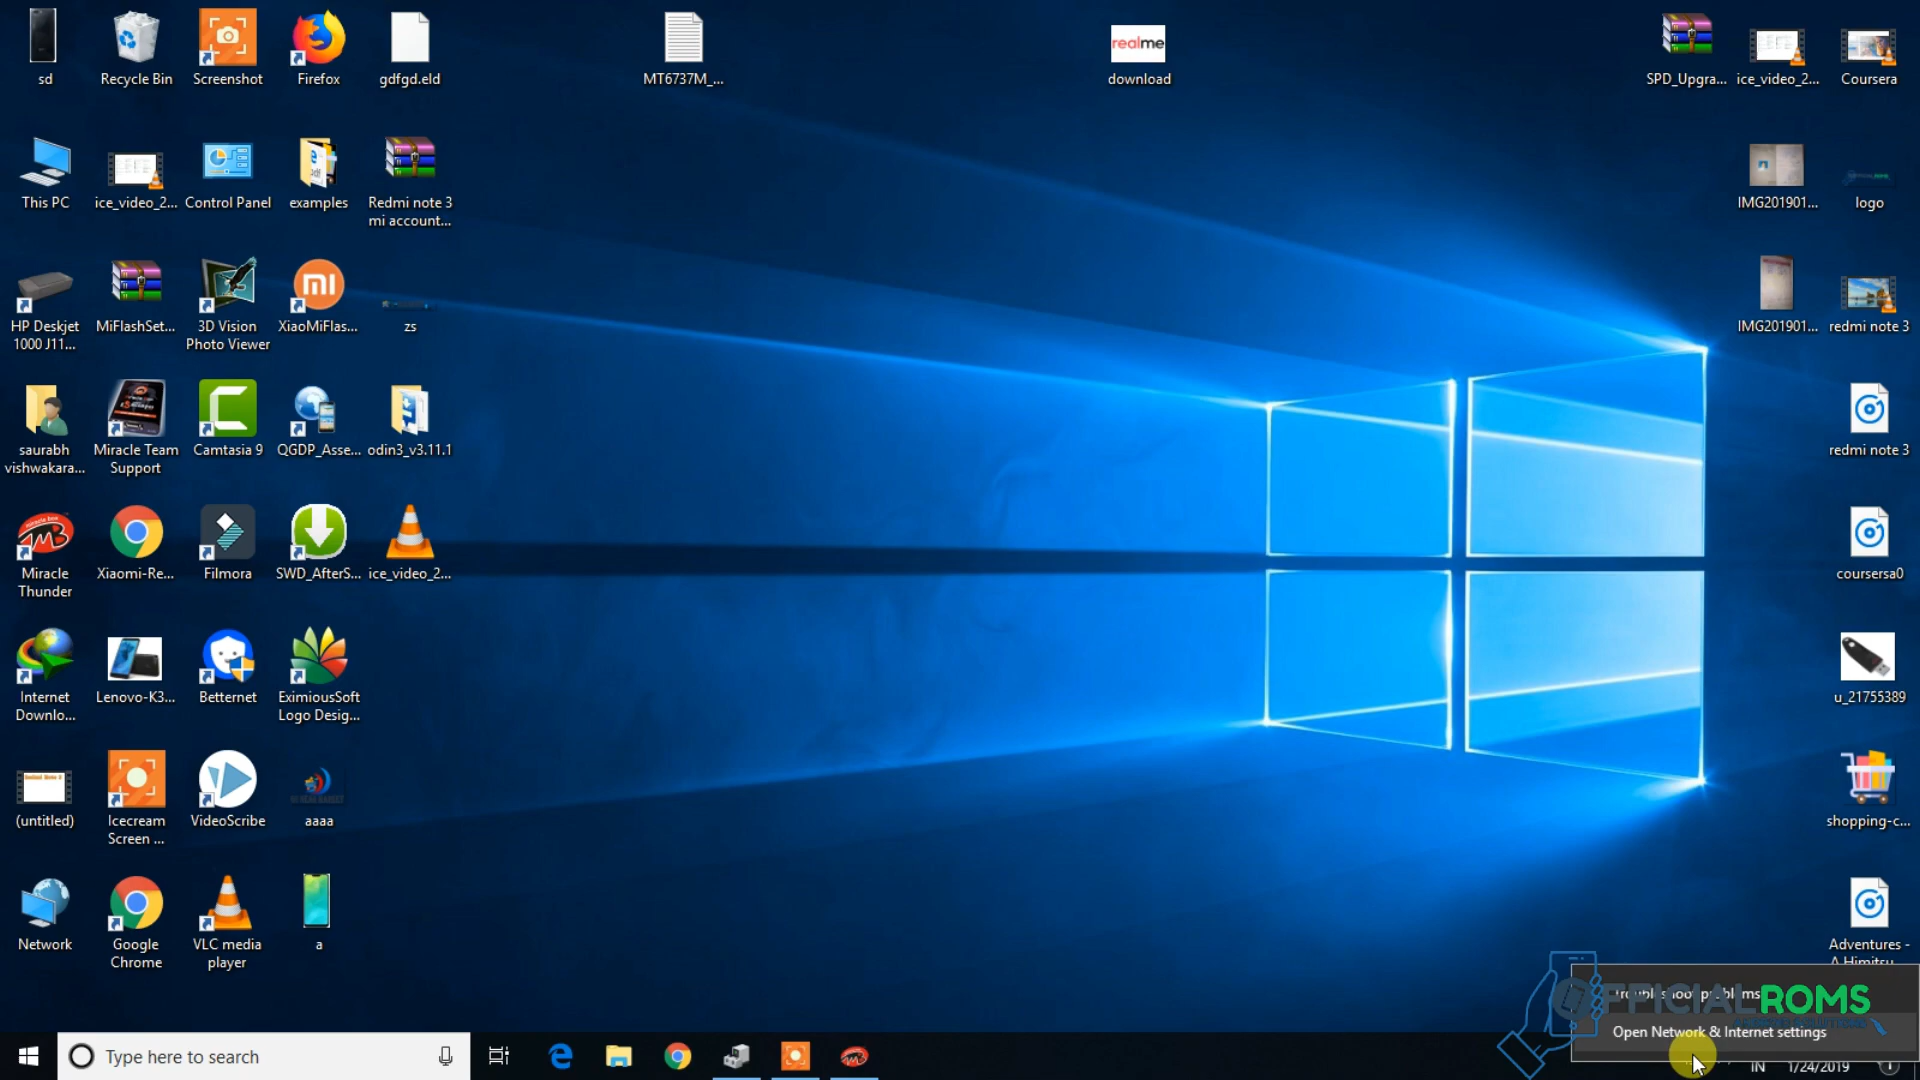 sd
Recycle Bin
Screenshot
Firefox
gdfgd.eld
MT6737M_...
realme
download
SPD_Upgra...
ice_video_2...
Coursera
This PC
ice_video_2...
Control Panel
examples
Redmi note 3
mi account...
IMG201901...
logo
HP Deskjet
1000 J11...
MiFlashSet...
3D Vision
Photo Viewer
mi
XiaoMiFlas...
zs
IMG201901...
redmi note 3
saurabh
vishwakara...
Miracle Team
Support
Camtasia 9
QGDP_Asse...
odin3_v3.11.1
redmi note 3
Miracle
Thunder
Xiaomi-Re...
Filmora
SWD_AfterS...
ice_video_2...
coursersa0
Internet
Downlo...
Lenovo-K3...
Betternet
EximiousSoft
Logo Desig...
u_21755389
(untitled)
Icecream
Screen ...
VideoScribe
aaaa
shopping-c...
Network
Google
Chrome
VLC media
player
a
Adventures -
A Himitsu
Troubleshoot problems
OFFICIALROMS
Open Network & Internet settings
Type here to search
IN
1/24/2019